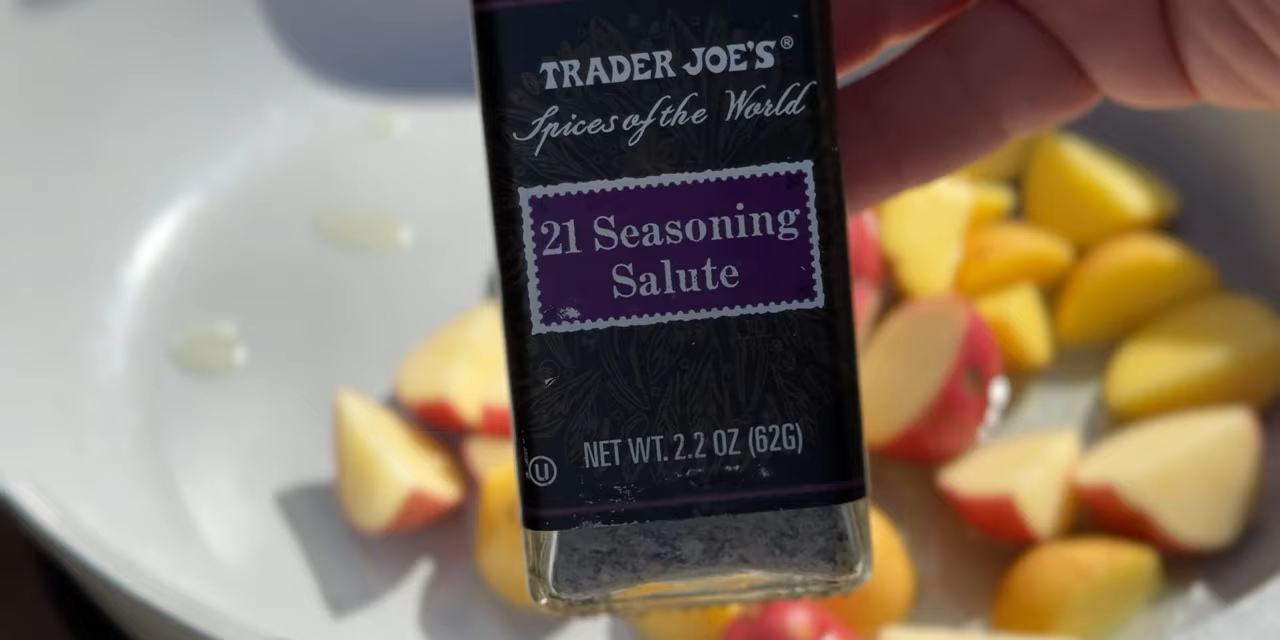 TRADER JOE'S®
Spices of the World
21 Seasoning
Salute
NET WT. 2.2 OZ (62G)
U